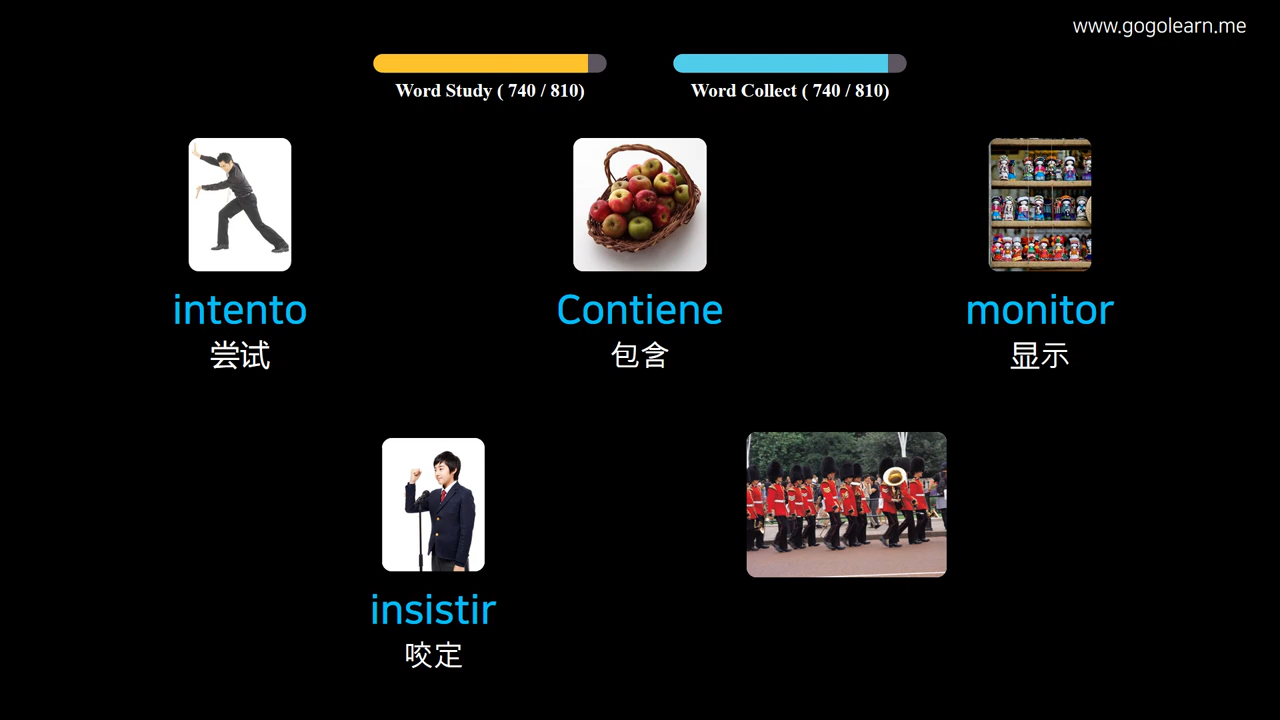 www.gogolearn.me
Word Study ( 740 / 810)
Word Collect ( 740 / 810)
intento
尝试
Contiene
包含
monitor
显示
insistir
咬定